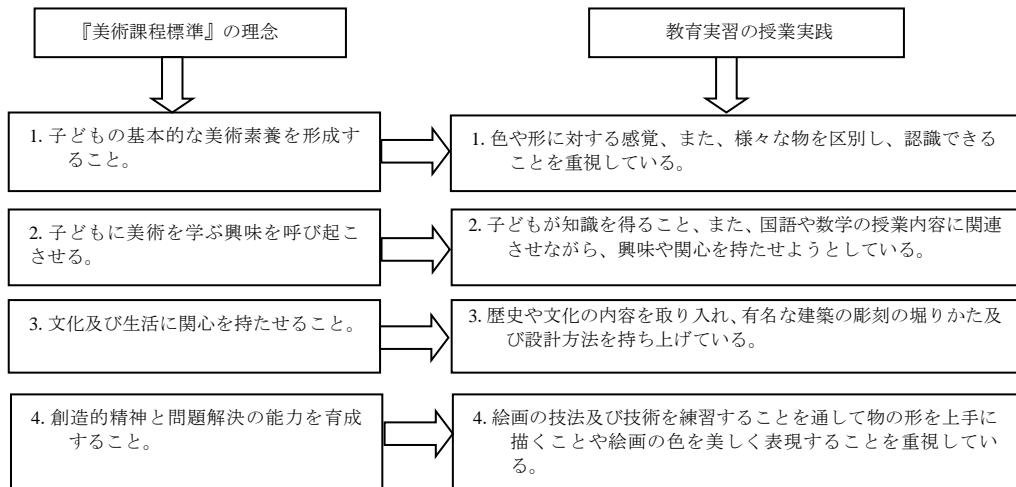 『美術課程標準』の理念
教育実習の授業実践
1. 子どもの基本的な美術素養を形成す
ること。
1. 色や形に対する感覚、また、様々な物を区別し、認識できる
ことを重視している。
2. 子どもに美術を学ぶ興味を呼び起こ
させる。
2. 子どもが知識を得ること、また、国語や数学の授業内容に関連
させながら、興味や関心を持たせようとしている。
3. 文化及び生活に関心を持たせること。
3. 歴史や文化の内容を取り入れ、有名な建築の彫刻の堀りかた及
び設計方法を持ち上げている。
4. 創造的精神と問題解決の能力を育成
すること。
4. 絵画の技法及び技術を練習することを通して物の形を上手に
描くことや絵画の色を美しく表現することを重視してい
る。